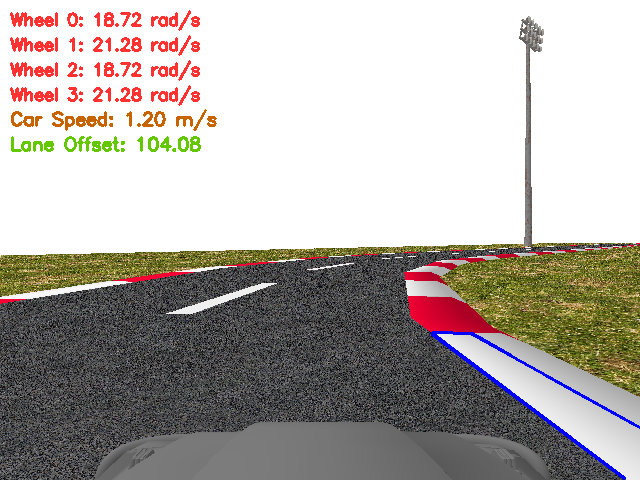 Wheel 0: 18.72 rad/s
Wheel 1: 21.28 rad/s
Wheel 2: 18.72 rad/s
Wheel 3: 21.28 rad/s
Car Speed: 1.20 m/s
Lane Offset: 104.08